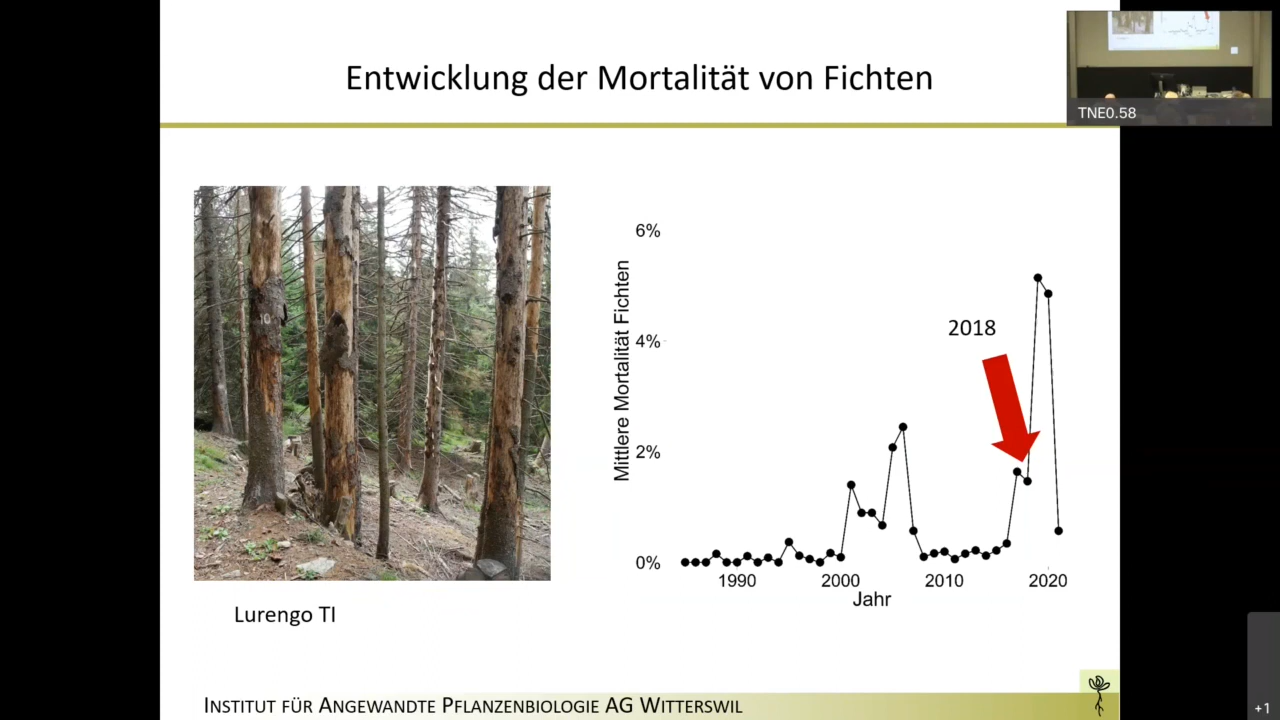 Entwicklung der Mortalität von Fichten
TNE0.58
10
Lurengo TI
Mittlere Mortalität Fichten
6%
4%
2%
0%
2018
1990
2000
2010
2020
Jahr
INSTITUT FÜR ANGEWANDTE PFLANZENBIOLOGIE AG WITTERSWIL
+1